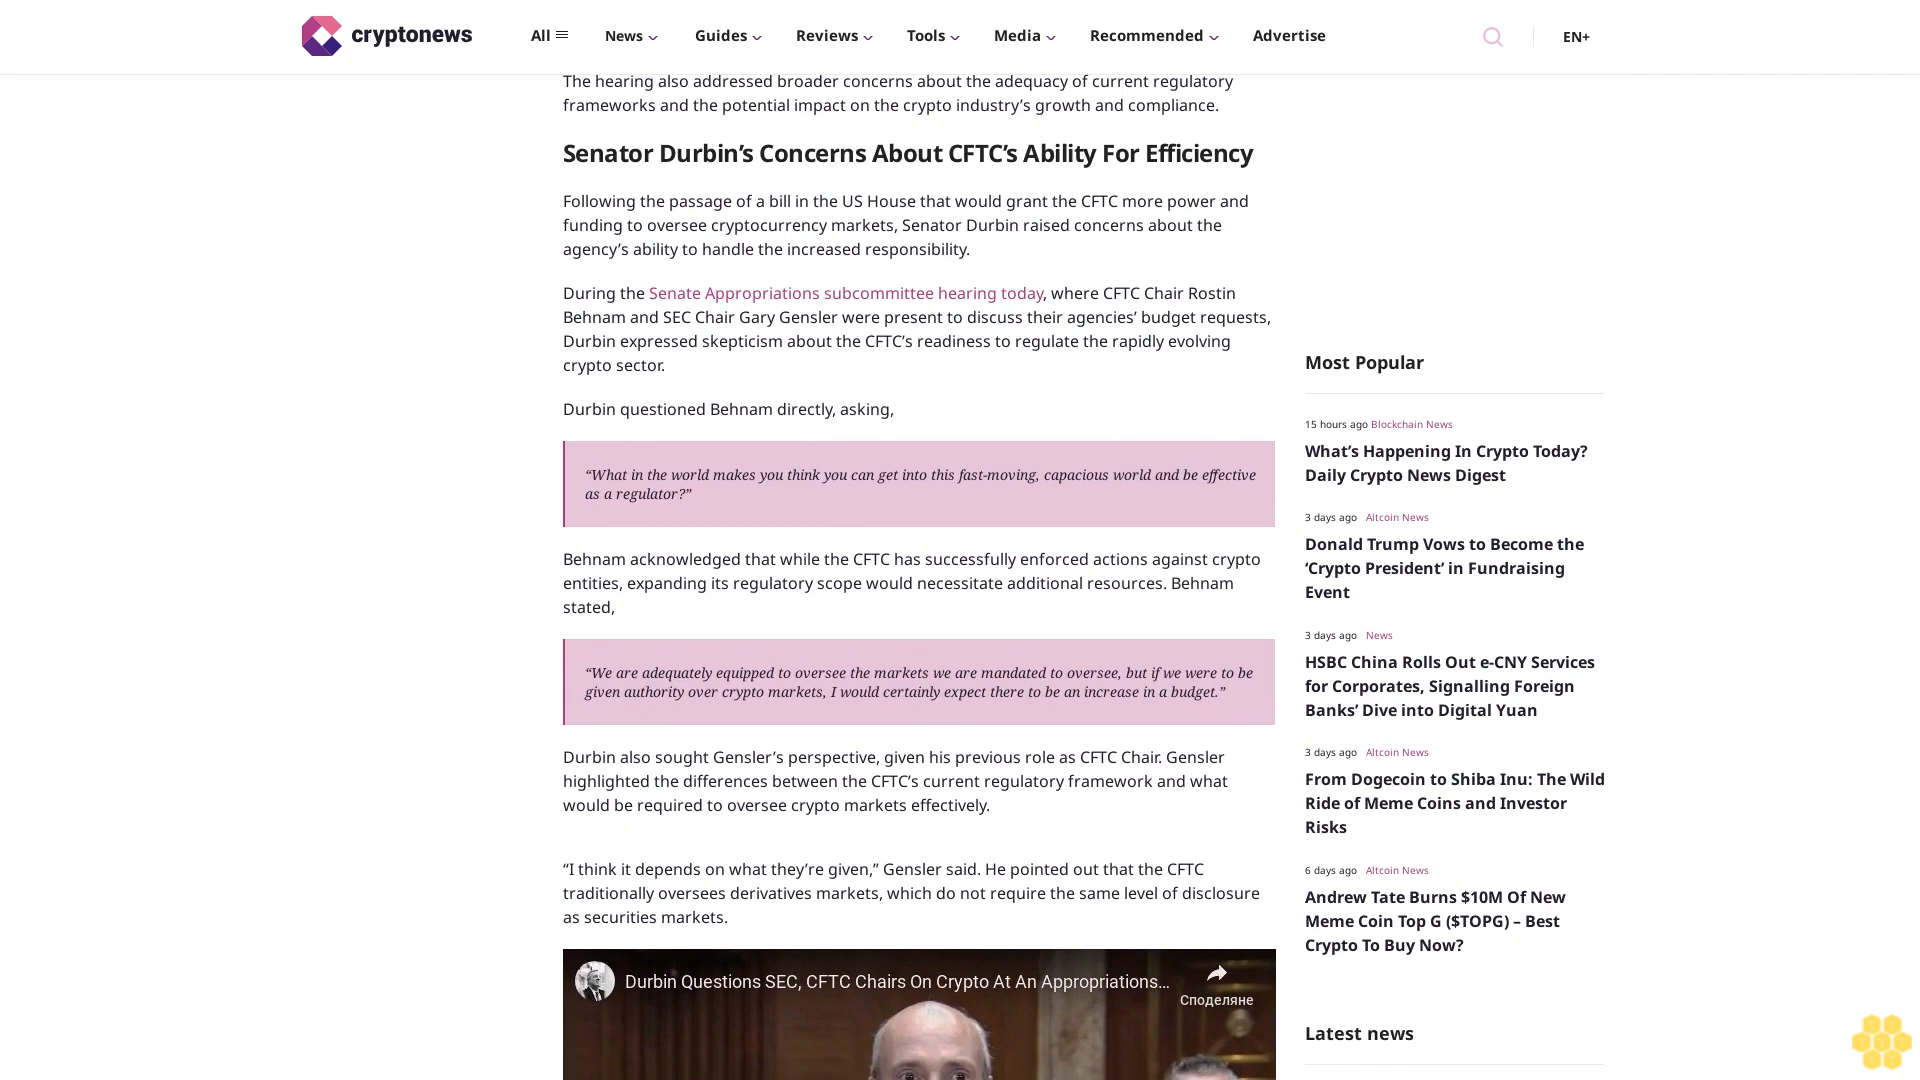 cryptonews
All
News
Guides
Reviews
Tools
Media
Recommended
Advertise
EN+
The hearing also addressed broader concerns about the adequacy of current regulatory
frameworks and the potential impact on the crypto industry’s growth and compliance.
Senator Durbin’s Concerns About CFTC’s Ability For Efficiency
Following the passage of a bill in the US House that would grant the CFTC more power and
funding to oversee cryptocurrency markets, Senator Durbin raised concerns about the
agency’s ability to handle the increased responsibility.
During the Senate Appropriations subcommittee hearing today, where CFTC Chair Rostin
Behnam and SEC Chair Gary Gensler were present to discuss their agencies’ budget requests,
Durbin expressed skepticism about the CFTC’s readiness to regulate the rapidly evolving
crypto sector.
Durbin questioned Behnam directly, asking,
“What in the world makes you think you can get into this fast-moving, capacious world and be effective
as a regulator?”
Behnam acknowledged that while the CFTC has successfully enforced actions against crypto
entities, expanding its regulatory scope would necessitate additional resources. Behnam
stated,
“We are adequately equipped to oversee the markets we are mandated to oversee, but if we were to be
given authority over crypto markets, I would certainly expect there to be an increase in a budget.”
Durbin also sought Gensler’s perspective, given his previous role as CFTC Chair. Gensler
highlighted the differences between the CFTC’s current regulatory framework and what
would be required to oversee crypto markets effectively.
“I think it depends on what they’re given,” Gensler said. He pointed out that the CFTC
traditionally oversees derivatives markets, which do not require the same level of disclosure
as securities markets.
Durbin Questions SEC, CFTC Chairs On Crypto At An Appropriations…
Споделяне
Most Popular
15 hours ago Blockchain News
What’s Happening In Crypto Today?
Daily Crypto News Digest
3 days ago Altcoin News
Donald Trump Vows to Become the
‘Crypto President’ in Fundraising
Event
3 days ago News
HSBC China Rolls Out e-CNY Services
for Corporates, Signalling Foreign
Banks’ Dive into Digital Yuan
3 days ago Altcoin News
From Dogecoin to Shiba Inu: The Wild
Ride of Meme Coins and Investor
Risks
6 days ago Altcoin News
Andrew Tate Burns $10M Of New
Meme Coin Top G ($TOPG) – Best
Crypto To Buy Now?
Latest news